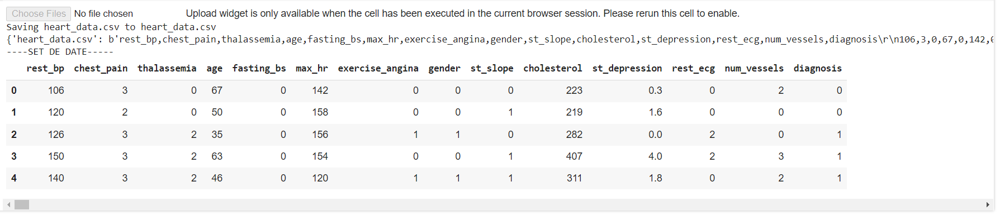 Choose Files No file chosen Upload widget is only available when the cell has been executed in the current browser session. Please rerun this cell to enable.
Saving heart_data.csv to heart_data.csv
{'heart_data.csv': b'rest_bp,chest_pain,thalassemia,age,fasting_bs,max_hr,exercise_angina,gender,st_slope,cholesterol,st_depression,rest_ecg,num_vessels,diagnosis\r\n106,3,0,67,0,142,0
----SET DE DATE-----
rest_bp chest_pain thalassemia age fasting_bs max_hr exercise_angina gender st_slope cholesterol st_depression rest_ecg num_vessels diagnosis
0 106 3 0 67 0 142 0 0 0 223 0.3 0 2 0
1 120 2 0 50 0 158 0 0 1 219 1.6 0 0 0
2 126 3 2 35 0 156 1 1 0 282 0.0 2 0 1
3 150 3 2 63 0 154 0 0 1 407 4.0 2 3 1
4 140 3 2 46 0 120 1 1 1 311 1.8 0 2 1